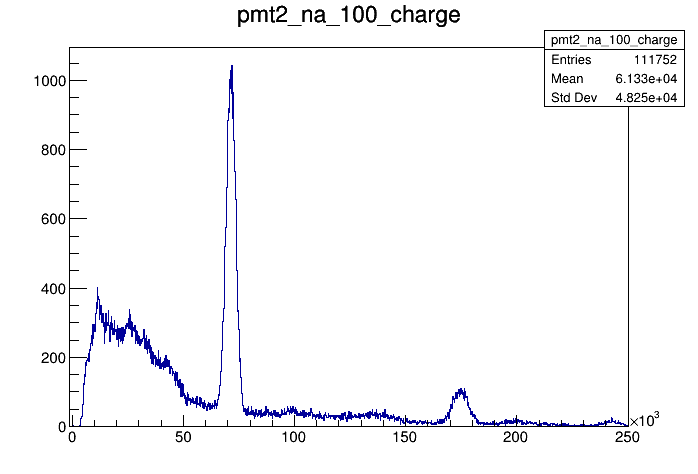 pmt2_na_100_charge
pmt2_na_100_charge
Entries 111752
Mean 6.133e+04
Std Dev 4.825e+04
1000
800
600
400
200
0
0 50 100 150 200 250
×10³